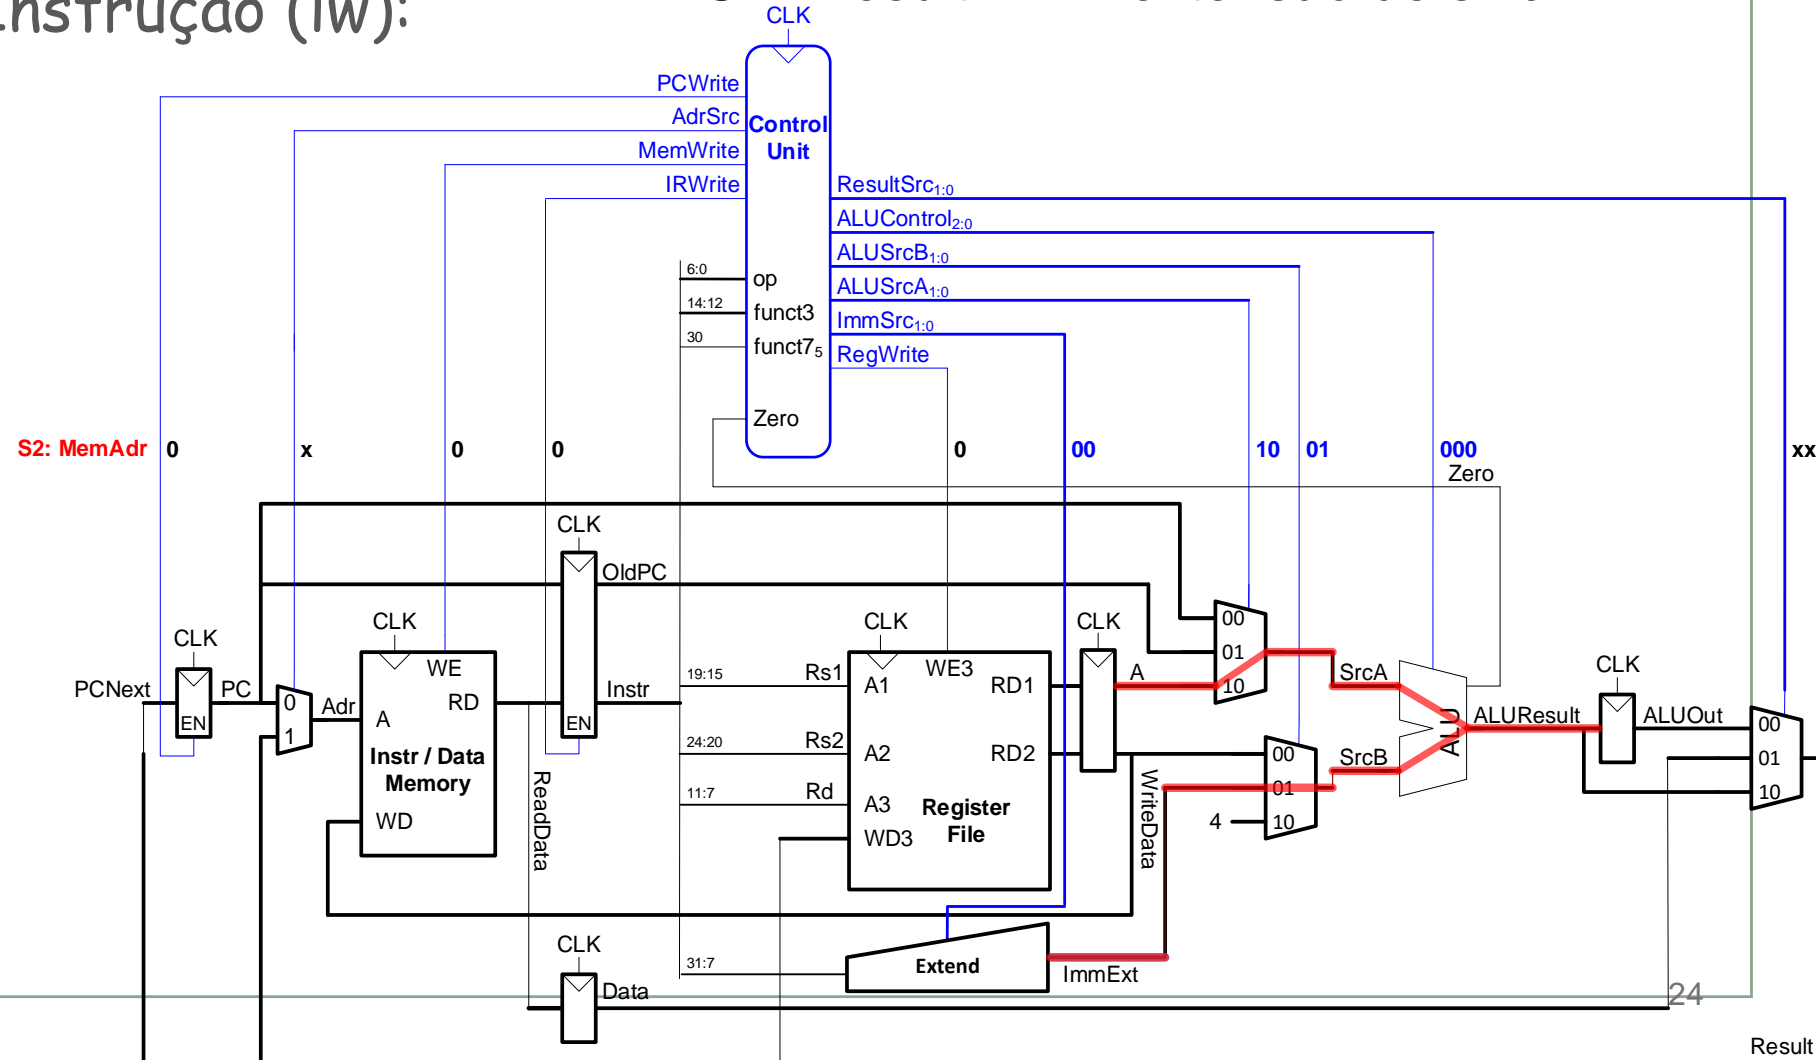 nstrução (lw):
CLK
PCWrite
AdrSrc
MemWrite
IRWrite
Control
Unit
ResultSrc1:0
ALUControl2:0
ALUSrcB1:0
ALUSrcA1:0
ImmSrc1:0
RegWrite
6:0
op
14:12
funct3
30
funct75
Zero
S2: MemAdr 0 x 0 0 0 00 10 01 000 xx
Zero
CLK
OldPC
CLK
CLK
CLK
CLK
CLK
PCNext
PC
EN
0
1
Adr
WE
RD
A
Instr / Data
Memory
WD
ReadData
EN
Instr
19:15
Rs1
24:20
Rs2
11:7
Rd
31:7
A1
WE3
RD1
A2
RD2
A3
Register
File
WD3
A
WriteData
00
01
10
00
01
10
4
SrcA
SrcB
ALU
ALUResult
ALUOut
00
01
10
Extend
ImmExt
CLK
Data
24
Result